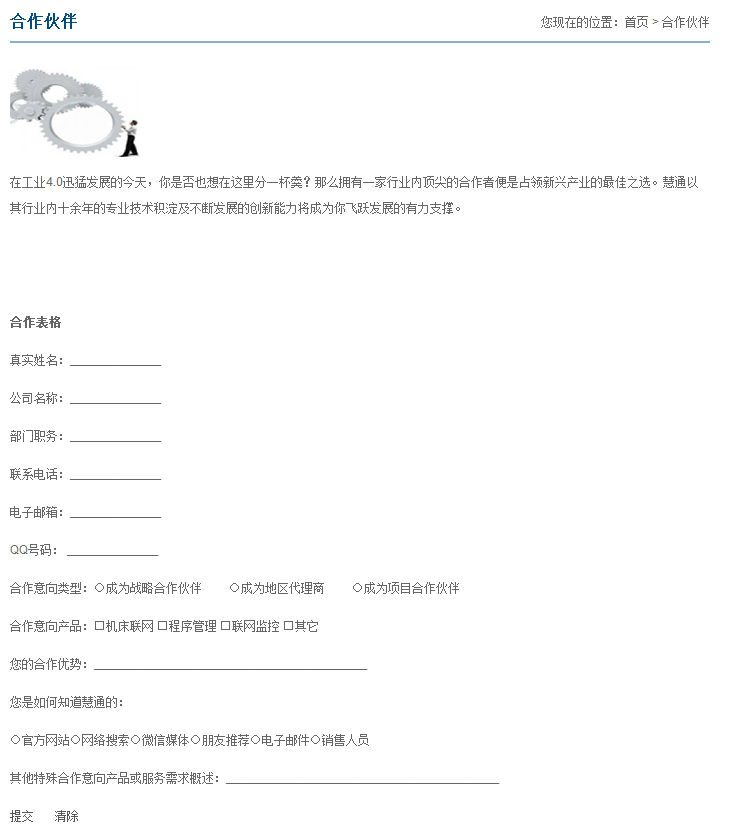 合作伙伴
您现在的位置：首页 > 合作伙伴
在工业4.0迅猛发展的今天，你是否也想在这里分一杯羹？那么拥有一家行业内顶尖的合作者便是占领新兴产业的最佳之选。慧通以
其行业内十余年的专业技术积淀及不断发展的创新能力将成为你飞跃发展的有力支撑。
合作表格
真实姓名：______________
公司名称：______________
部门职务：______________
联系电话：______________
电子邮箱：______________
QQ号码： ______________
合作意向类型：○成为战略合作伙伴 ○成为地区代理商 ○成为项目合作伙伴
合作意向产品：□机床联网 □程序管理 □联网监控 □其它
您的合作优势：__________________________________________
您是如何知道慧通的：
○官方网站○网络搜索○微信媒体○朋友推荐○电子邮件○销售人员
其他特殊合作意向产品或服务需求概述：__________________________________________
提交 清除